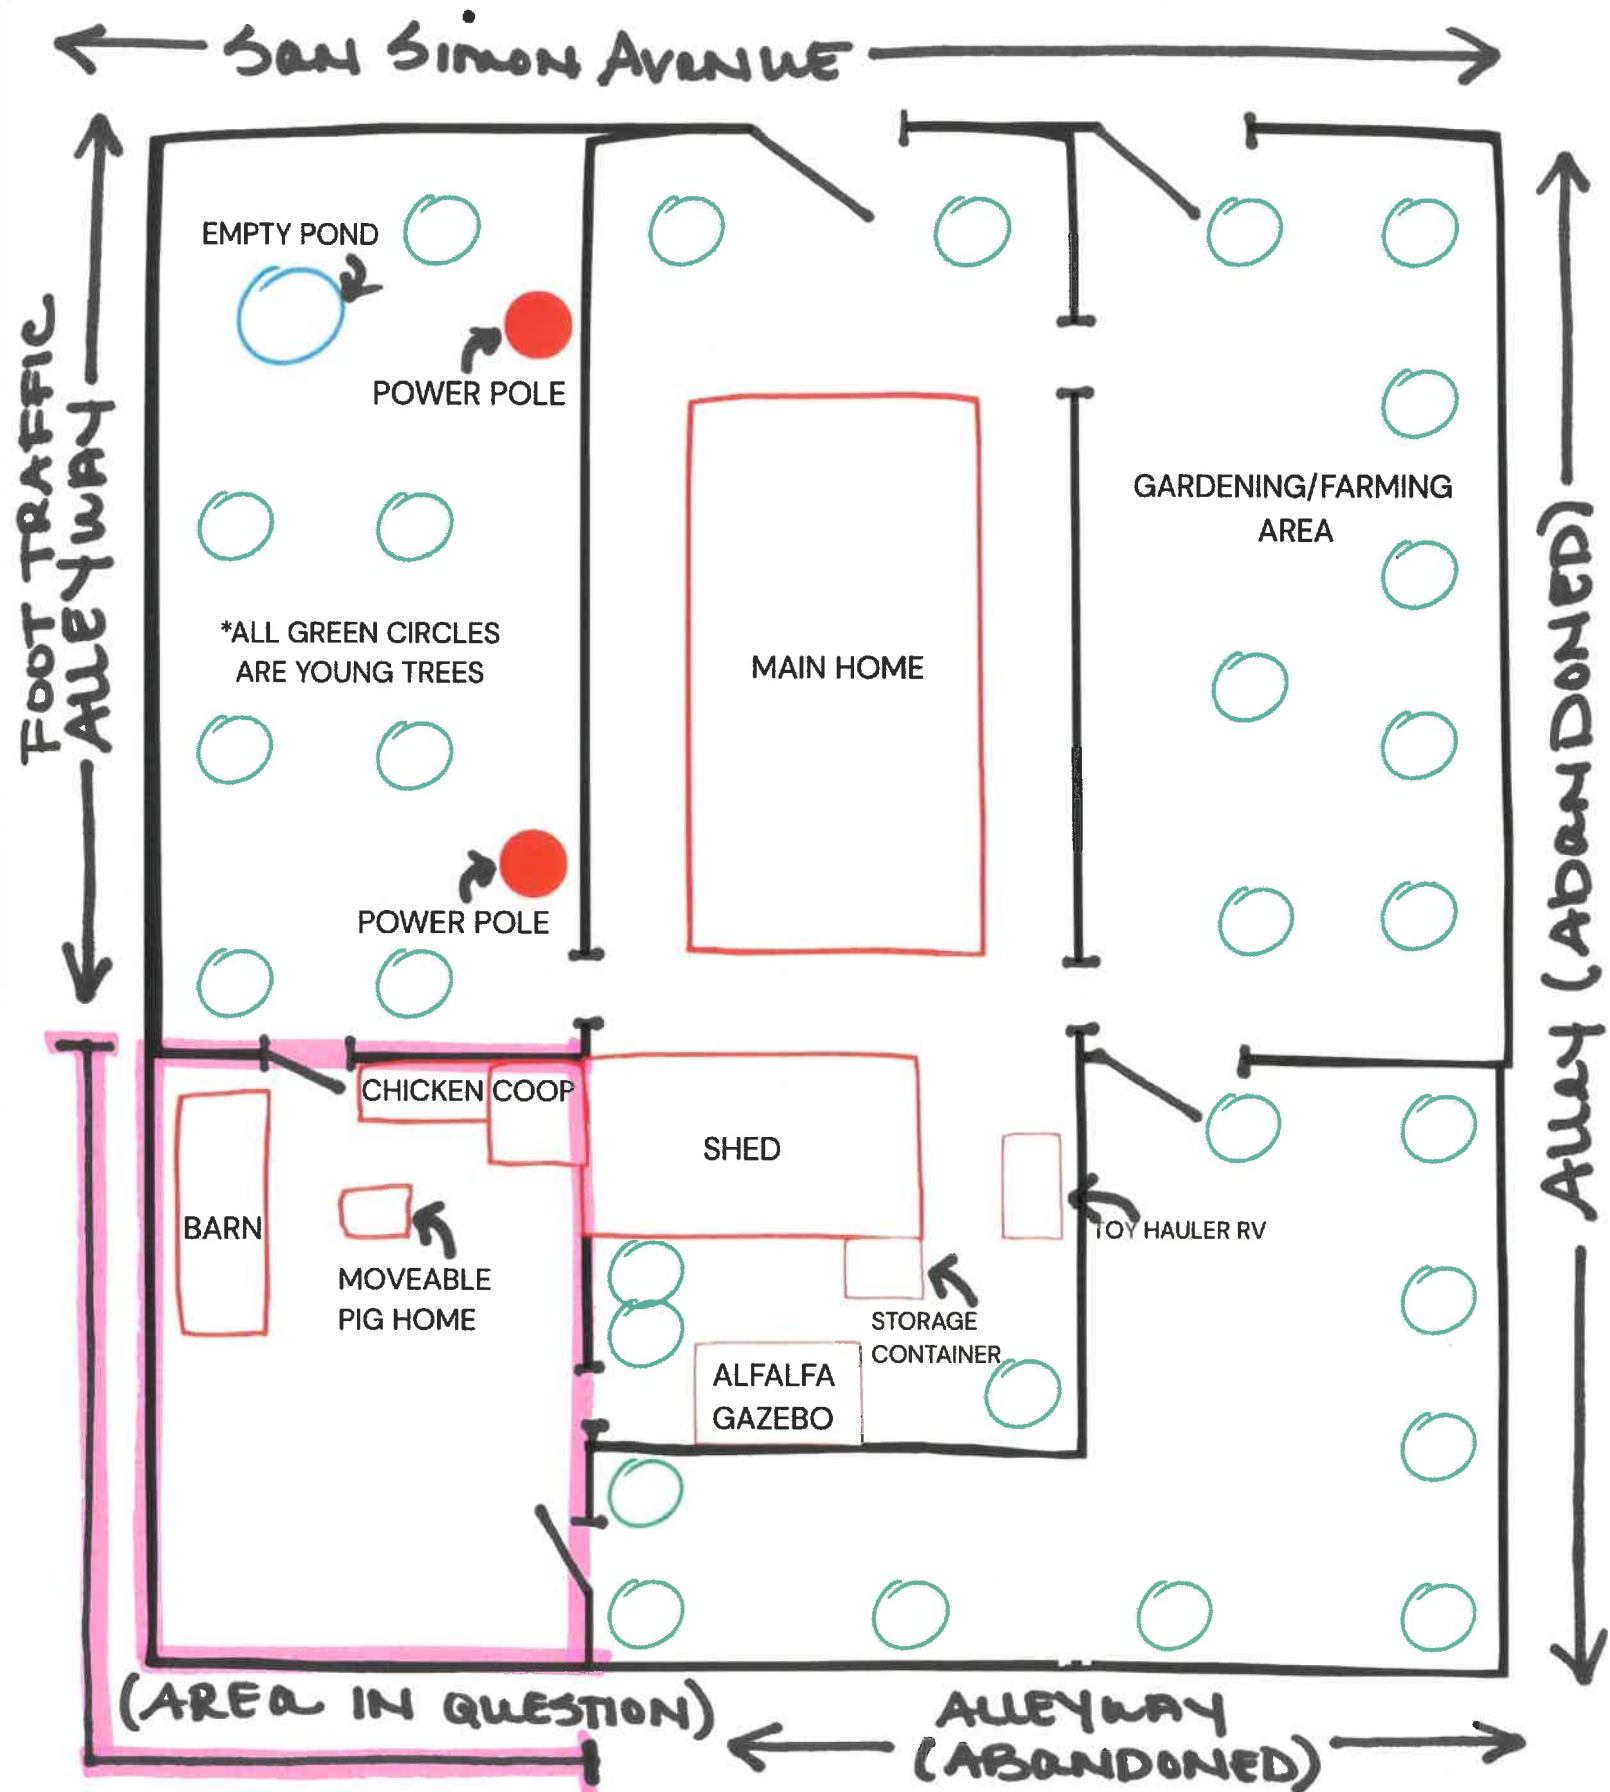 SAN SIMON AVENUE
EMPTY POND
POWER POLE
FOOT TRAFFIC
ALLEYWAY
GARDENING/FARMING
AREA
*ALL GREEN CIRCLES
ARE YOUNG TREES
MAIN HOME
ALLEY (ABANDONED)
POWER POLE
CHICKEN COOP
SHED
BARN
TOY HAULER RV
MOVEABLE
PIG HOME
STORAGE
CONTAINER
ALFALFA
GAZEBO
(AREA IN QUESTION)
ALLEYWAY
(ABANDONED)